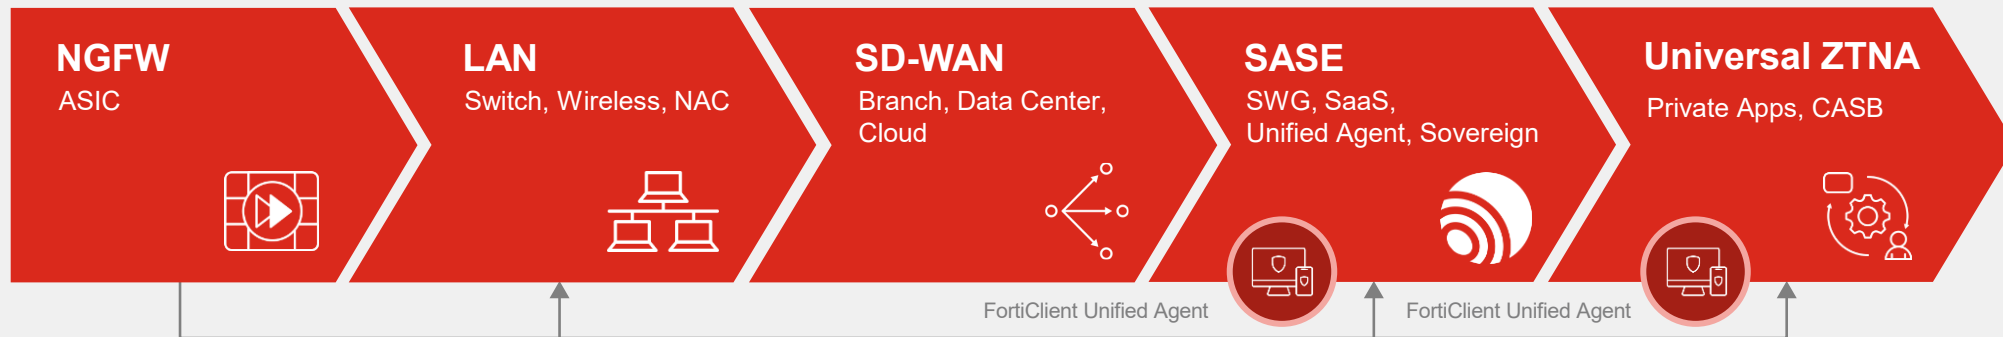 NGFW
ASIC
LAN
Switch, Wireless, NAC
SD-WAN
Branch, Data Center,
Cloud
SASE
SWG, SaaS,
Unified Agent, Sovereign
Universal ZTNA
Private Apps, CASB
FortiClient Unified Agent
FortiClient Unified Agent